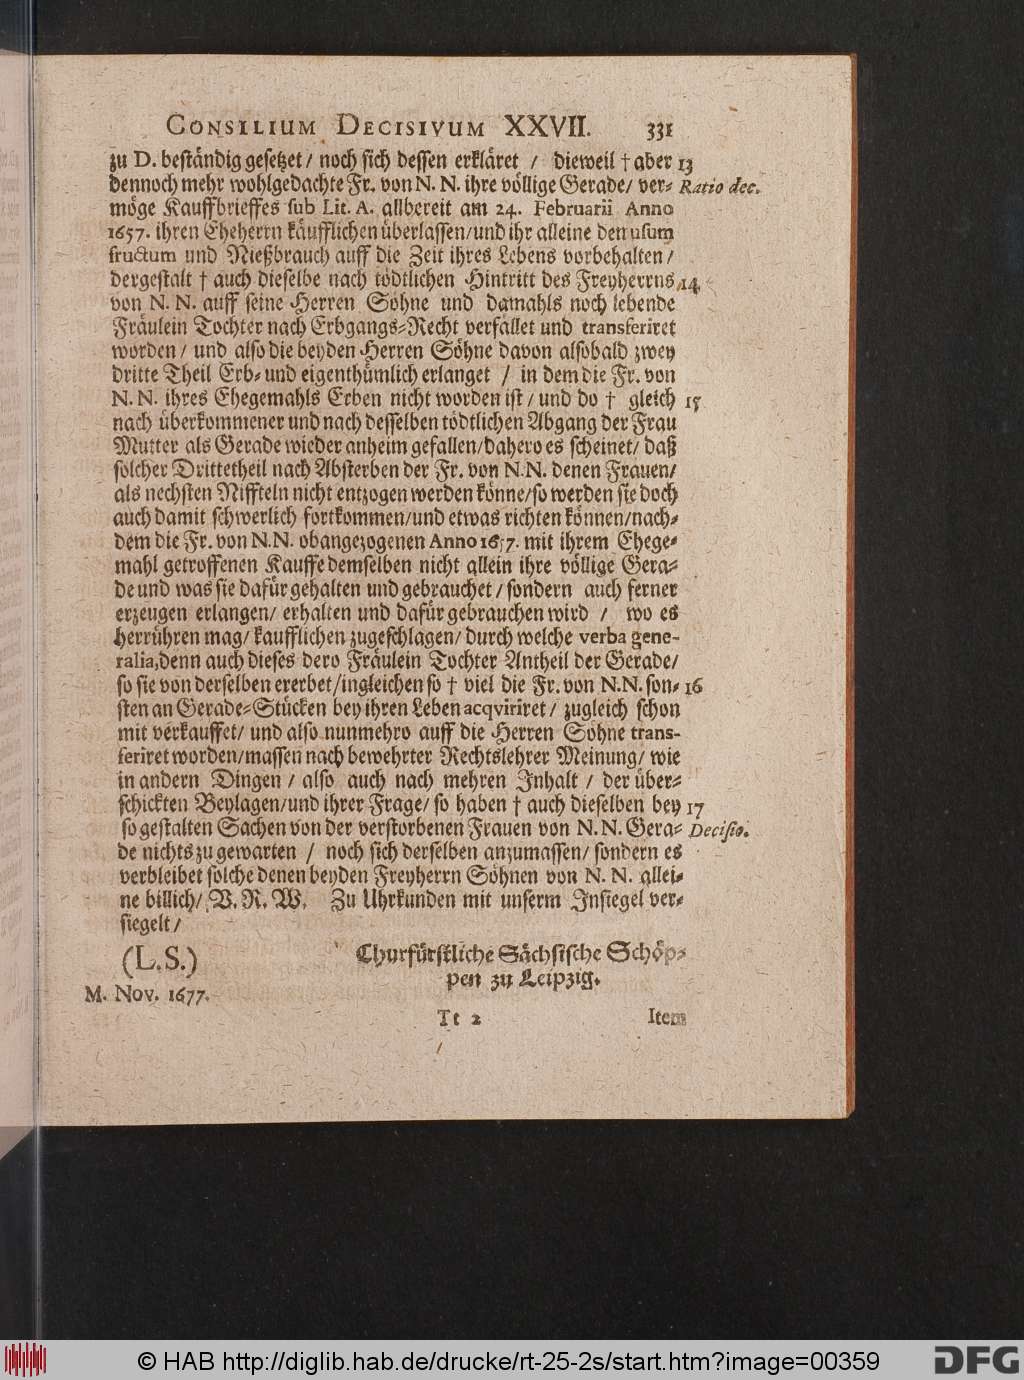 CONSILIUM DECISIVUM XXVII. 331
zu D. beständig gesetzet / noch sich dessen erkläret / dieweil † aber 13
dennoch mehr wohlgedachte Fr. von N. N. ihre völlige Gerade / ver= Ratio dec.
möge Kauffbrieffes sub Lit. A. allbereit am 24. Februarii Anno
1657. ihren Eheherrn käufflichen überlassen / und ihr alleine den usum
fructum und Nießbrauch auff die Zeit ihres Lebens vorbehalten /
dergestalt † auch dieselbe nach tödtlichen Hintritt des Freyherrns 14
von N. N. auff seine Herren Söhne und damahls noch lebende
Fräulein Tochter nach Erbgangs=Recht verfället und transferiret
worden / und also die beyden Herren Söhne davon alsobald zwey
dritte Theil Erb= und eigenthümlich erlanget / in dem die Fr. von
N. N. ihres Ehegemahls Erben nicht worden ist / und do † gleich 15
nach überkommener und nach desselben tödtlichen Abgang der Frau
Mutter als Gerade wieder anheim gefallen / dahero es scheinet / daß
solcher Drittetheil nach Absterben der Fr. von N. N. denen Frauen /
als nechsten Niffteln nicht entzogen werden könne / so werden sie doch
auch damit schwerlich fortkommen / und etwas richten können / nach=
dem die Fr. von N. N. obangezogenen Anno 1657. mit ihrem Ehege=
mahl getroffenen Kauffe demselben nicht allein ihre völlige Gera=
de und was sie dafür gehalten und gebrauchet / sondern auch ferner
erzeugen erlangen / erhalten und dafür gebrauchen wird / wo es
herrühren mag / kaufflichen zugeschlagen / durch welche verba gene-
ralia, denn auch dieses dero Fräulein Tochter Antheil der Gerade /
so sie von derselben ererbet / ingleichen so † viel die Fr. von N. N. son= 16
sten an Gerade=Stücken bey ihren Leben acqviriret / zugleich schon
mit verkauffet / und also nunmehro auff die Herren Söhne trans-
feriret worden / massen nach bewehrter Rechtslehrer Meinung / wie
in andern Dingen / also auch nach mehren Inhalt / der über=
schickten Beylagen / und ihrer Frage / so haben † auch dieselben bey 17
so gestalten Sachen von der verstorbenen Frauen von N. N. Gera= Decisio.
de nichts zu gewarten / noch sich derselben anzumassen / sondern es
verbleibet solche denen beyden Freyherrn Söhnen von N. N. allei=
ne billich / V. R. W. Zu Uhrkunden mit unserm Insiegel ver=
siegelt /
(L.S.) Churfürstliche Sächsische Schöp=
pen zu Leipzig.
M. Nov. 1677.
Tt 2 Item
© HAB http://diglib.hab.de/drucke/rt-25-2s/start.htm?image=00359
DFG